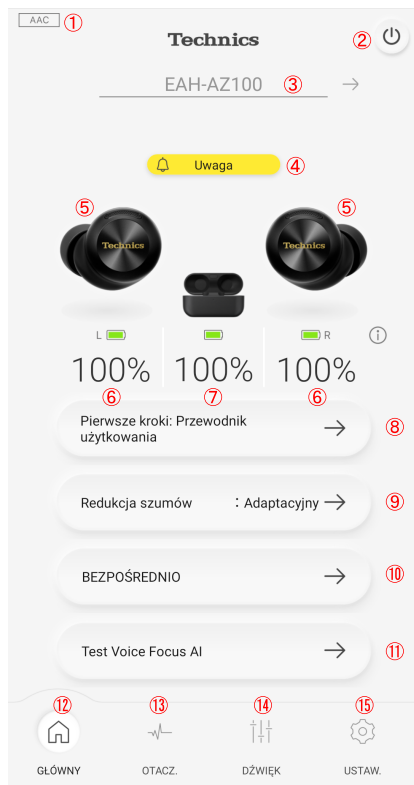 AAC ①
Technics ②
EAH-AZ100 ③
Uwaga ④
⑤ ⑤
Technics Technics
L R
100% 100% 100%
⑥ ⑦ ⑥
Pierwsze kroki: Przewodnik
użytkowania ⑧
Redukcja szumów : Adaptacyjny ⑨
BEZPOŚREDNIO ⑩
Test Voice Focus AI ⑪
⑫ ⑬ ⑭ ⑮
GŁÓWNY OTACZ. DŹWIĘK USTAW.